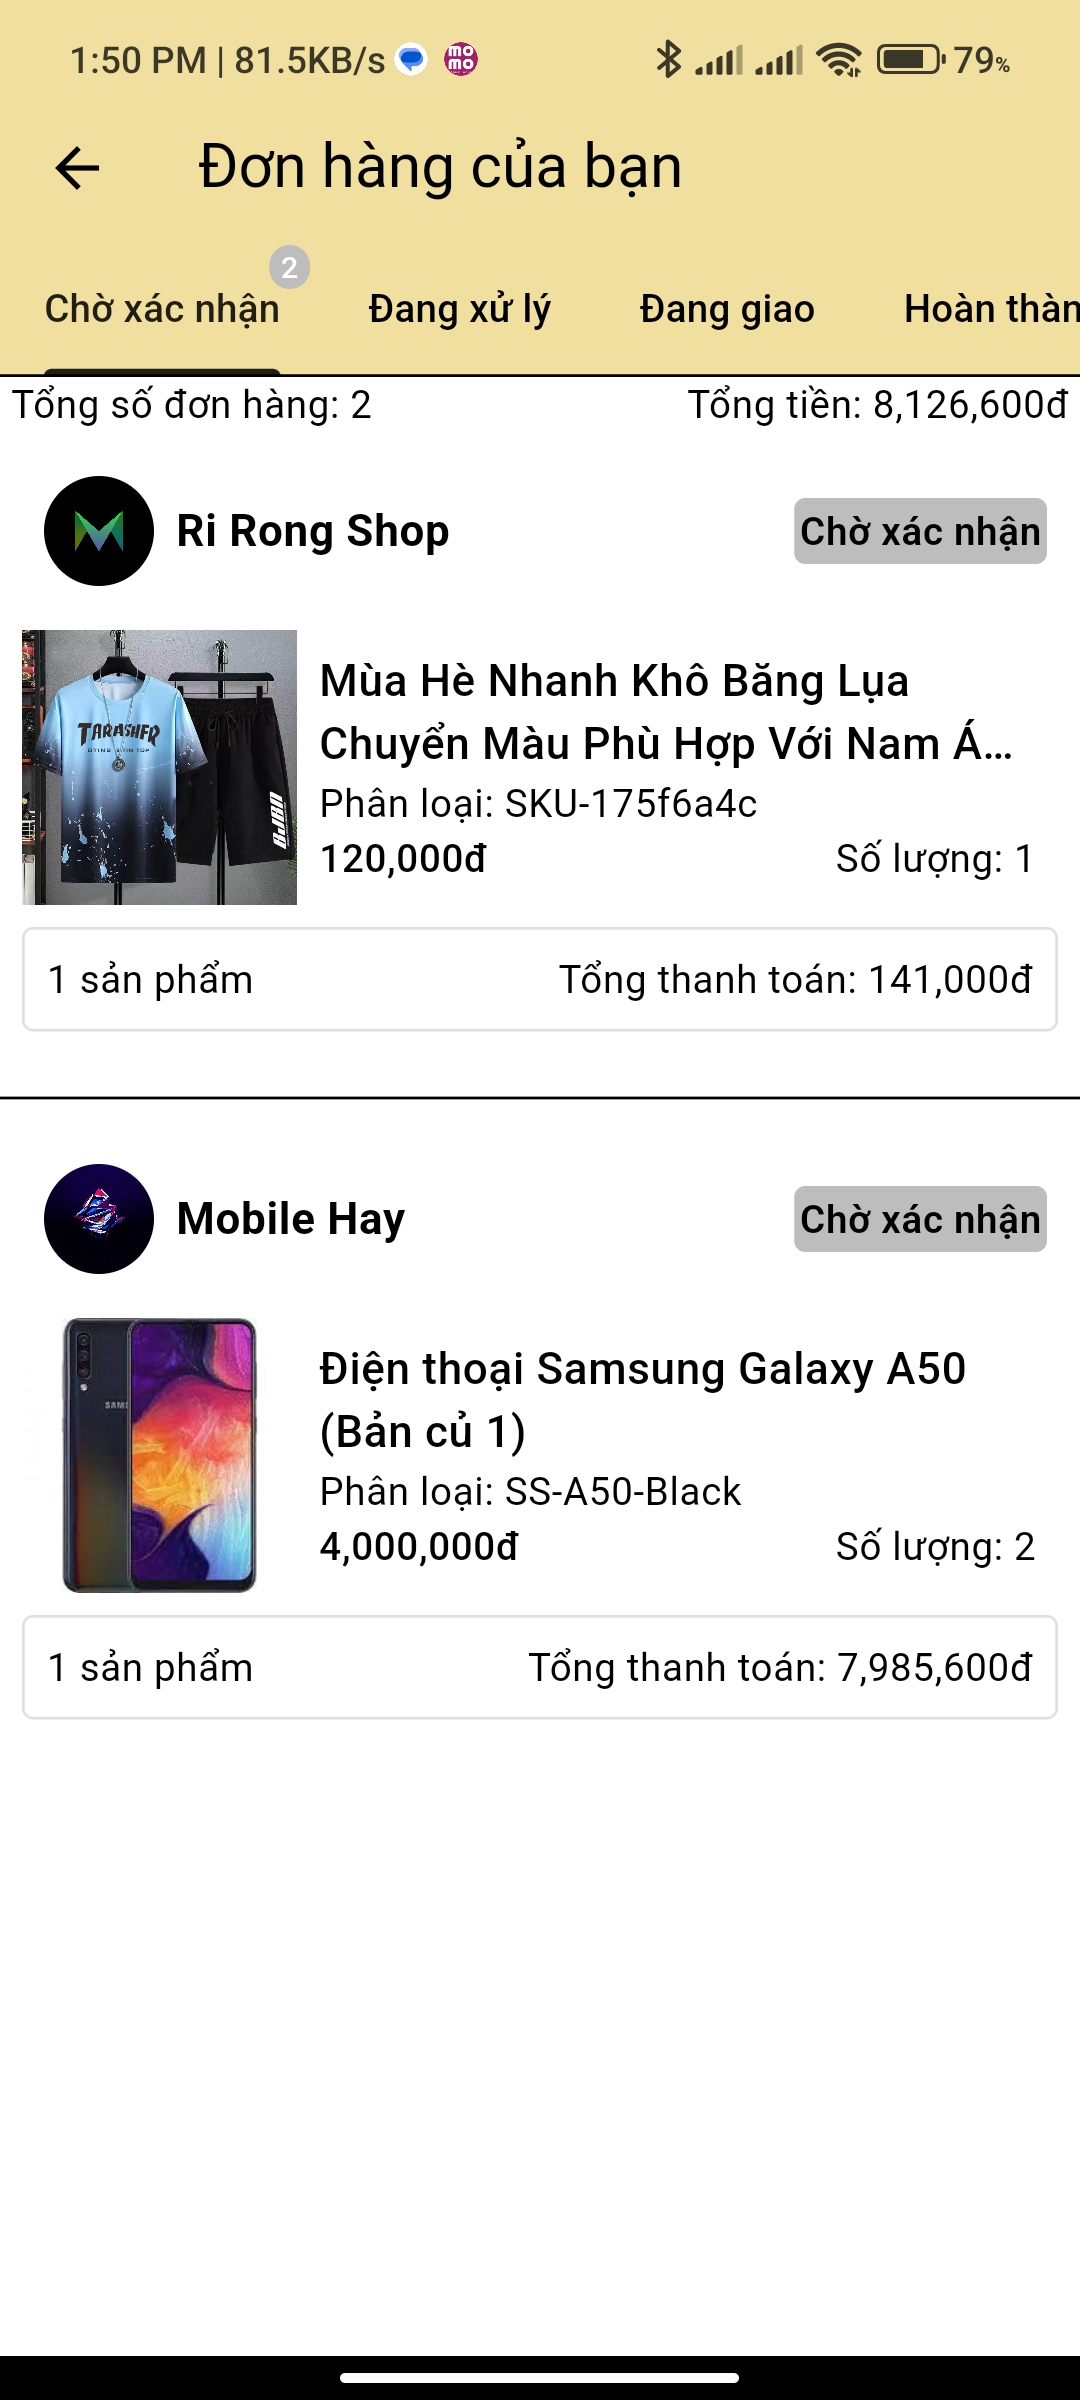 1:50 PM | 81.5KB/s
79%
Đơn hàng của bạn
2
Chờ xác nhận Đang xử lý Đang giao Hoàn thàn
Tổng số đơn hàng: 2 Tổng tiền: 8,126,600đ
Ri Rong Shop Chờ xác nhận
Mùa Hè Nhanh Khô Băng Lụa
Chuyển Màu Phù Hợp Với Nam Á...
Phân loại: SKU-175f6a4c
120,000đ Số lượng: 1
1 sản phẩm Tổng thanh toán: 141,000đ
Mobile Hay Chờ xác nhận
Điện thoại Samsung Galaxy A50
(Bản củ 1)
Phân loại: SS-A50-Black
4,000,000đ Số lượng: 2
1 sản phẩm Tổng thanh toán: 7,985,600đ